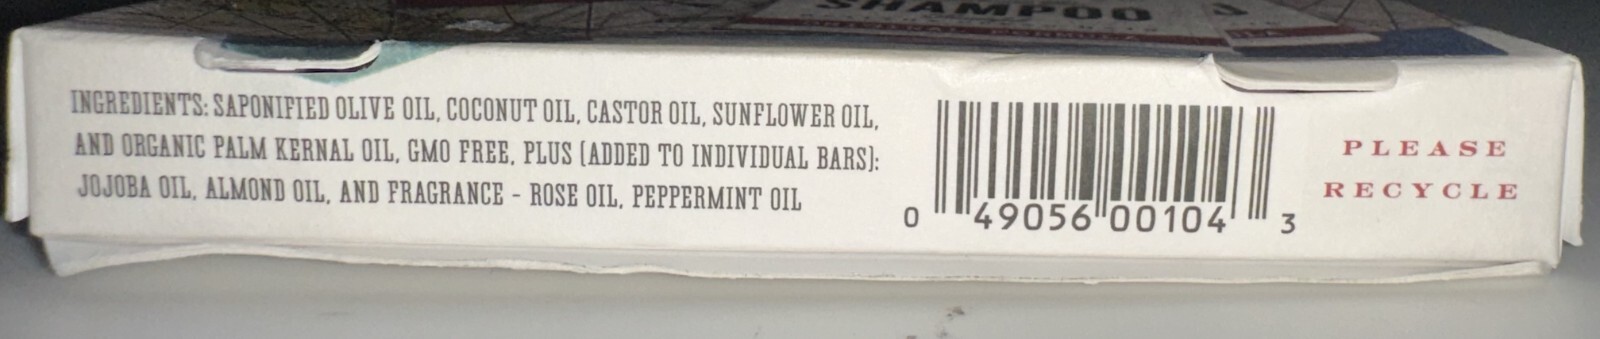 SHAMPOO
INGREDIENTS: SAPONIFIED OLIVE OIL, COCONUT OIL, CASTOR OIL, SUNFLOWER OIL,
AND ORGANIC PALM KERNAL OIL, GMO FREE, PLUS (ADDED TO INDIVIDUAL BARS):
JOJOBA OIL, ALMOND OIL, AND FRAGRANCE - ROSE OIL, PEPPERMINT OIL
0 49056 00104 3
PLEASE
RECYCLE